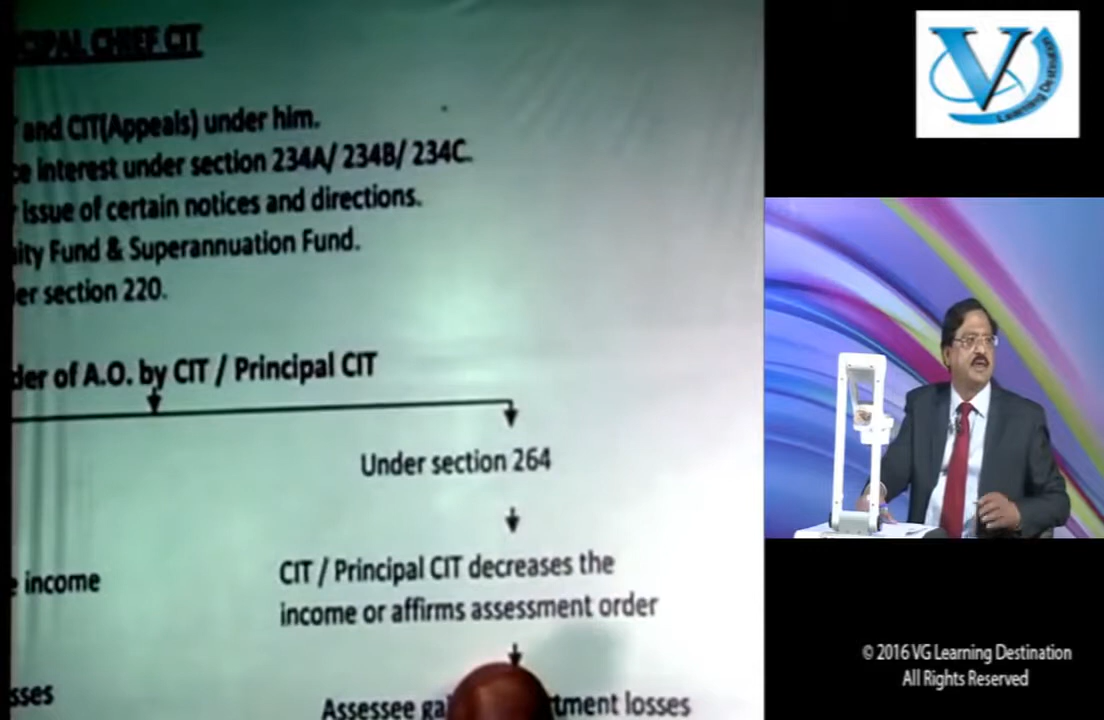 CIPAL CHIEF CIT
and CIT(Appeals) under him.
interest under section 234A/ 234B/ 234C.
issue of certain notices and directions.
ity Fund & Superannuation Fund.
er section 220.
der of A.O. by CIT / Principal CIT
Under section 264
income
CIT / Principal CIT decreases the
income or affirms assessment order
sses
Assessee ga tment losses
V
Learning Destination
© 2016 VG Learning Destination
All Rights Reserved